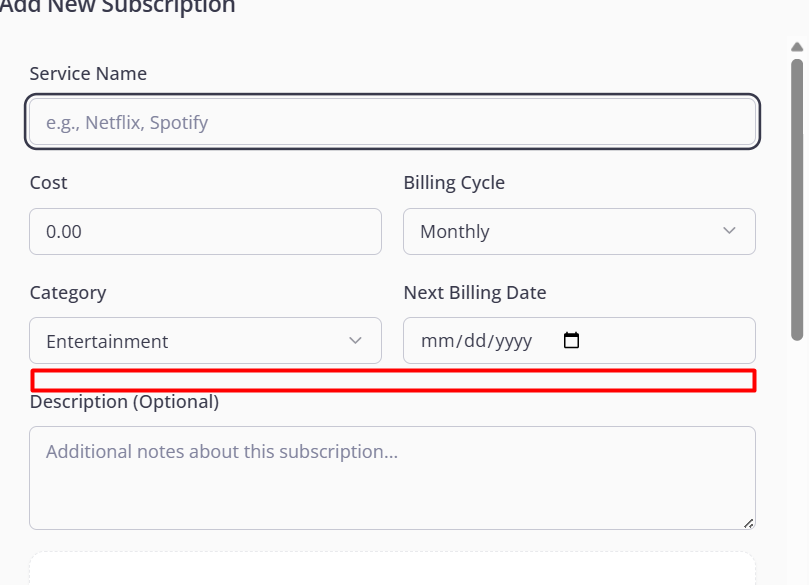 Add New Subscription
Service Name
e.g., Netflix, Spotify
Cost
Billing Cycle
0.00
Monthly
Category
Next Billing Date
Entertainment
mm/dd/yyyy
Description (Optional)
Additional notes about this subscription...